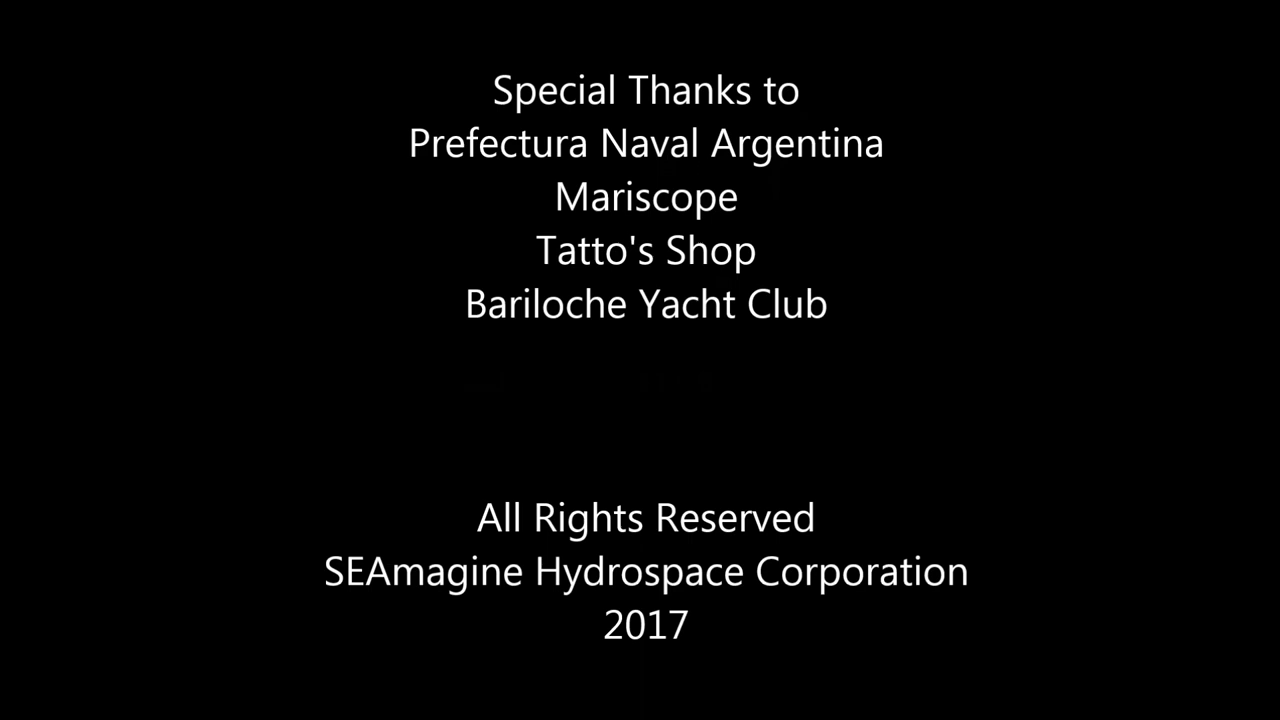 Special Thanks to
Prefectura Naval Argentina
Mariscope
Tatto's Shop
Bariloche Yacht Club
All Rights Reserved
SEAmagine Hydrospace Corporation
2017